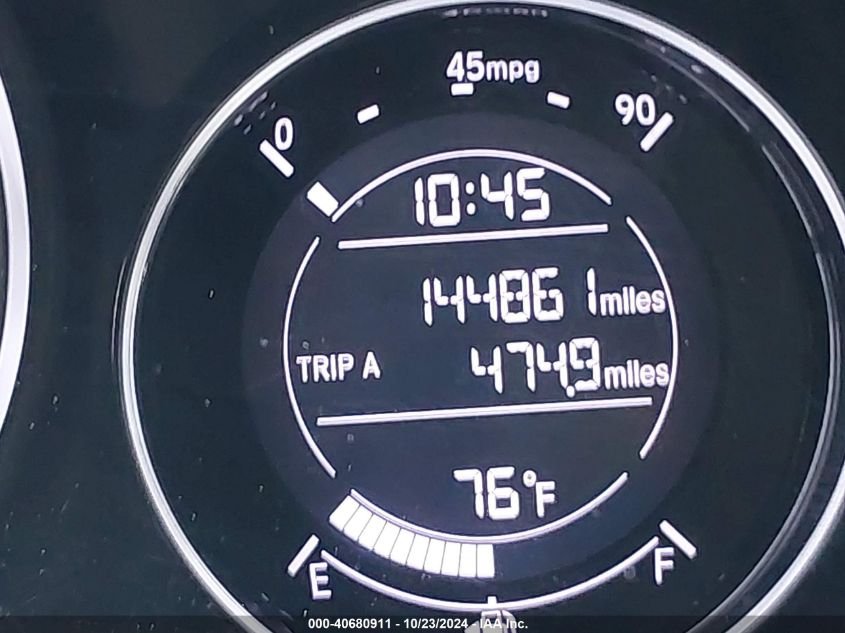 45mpg
0 90
10:45
144861miles
TRIP A 474.9miles
76°F
E F
000-40680911 - 10/23/2024 - IAA Inc.